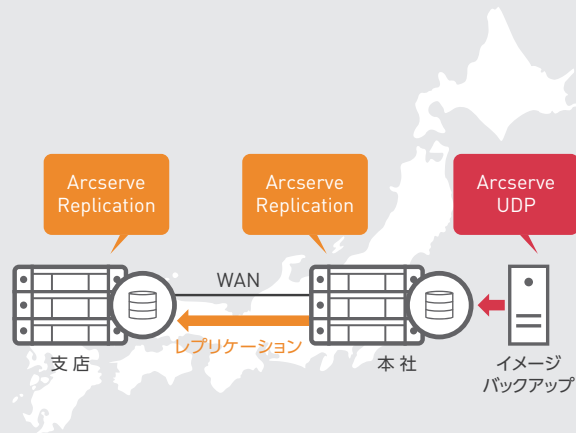 Arcserve
Replication
Arcserve
Replication
Arcserve
UDP
WAN
レプリケーション
支店
本社
イメージ
バックアップ